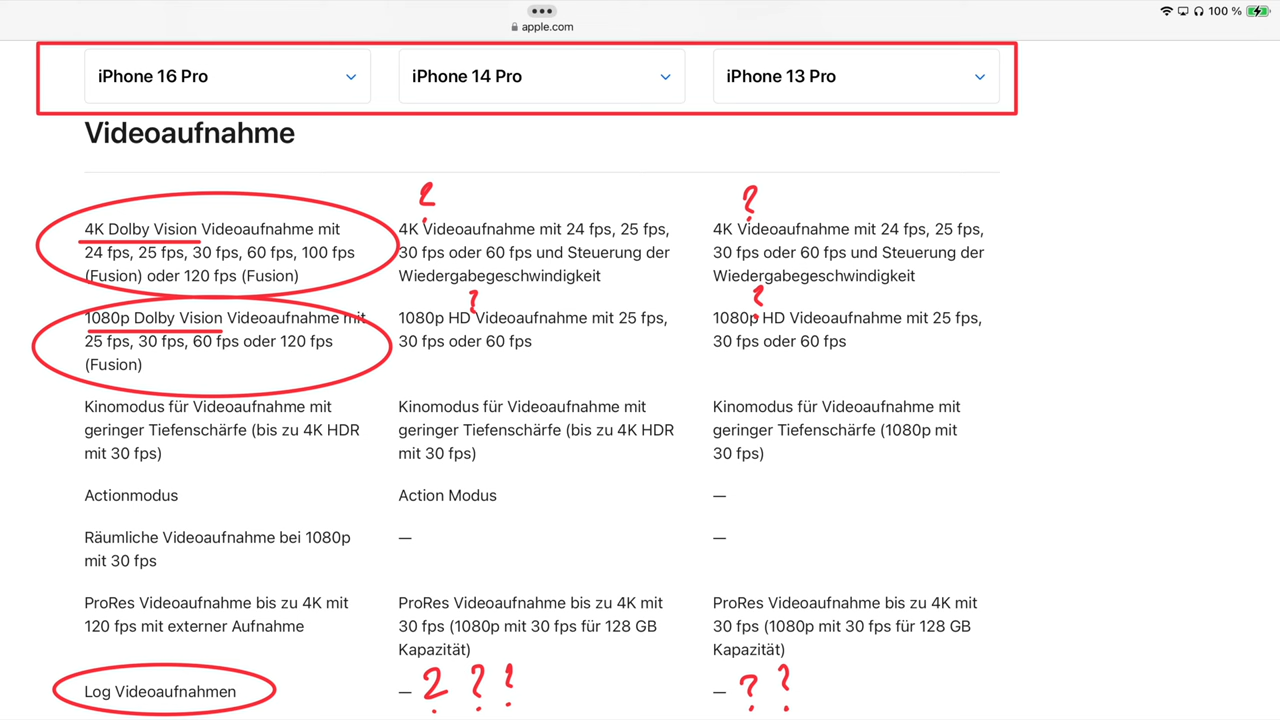 100 %
apple.com
iPhone 16 Pro
iPhone 14 Pro
iPhone 13 Pro
Videoaufnahme
?
?
4K Dolby Vision Videoaufnahme mit
24 fps, 25 fps, 30 fps, 60 fps, 100 fps
(Fusion) oder 120 fps (Fusion)
4K Videoaufnahme mit 24 fps, 25 fps,
30 fps oder 60 fps und Steuerung der
Wiedergabegeschwindigkeit
4K Videoaufnahme mit 24 fps, 25 fps,
30 fps oder 60 fps und Steuerung der
Wiedergabegeschwindigkeit
?
?
1080p Dolby Vision Videoaufnahme mit
25 fps, 30 fps, 60 fps oder 120 fps
(Fusion)
1080p HD Videoaufnahme mit 25 fps,
30 fps oder 60 fps
1080p HD Videoaufnahme mit 25 fps,
30 fps oder 60 fps
Kinomodus für Videoaufnahme mit
geringer Tiefenschärfe (bis zu 4K HDR
mit 30 fps)
Kinomodus für Videoaufnahme mit
geringer Tiefenschärfe (bis zu 4K HDR
mit 30 fps)
Kinomodus für Videoaufnahme mit
geringer Tiefenschärfe (1080p mit
30 fps)
Actionmodus
Action Modus
—
Räumliche Videoaufnahme bei 1080p
mit 30 fps
—
—
ProRes Videoaufnahme bis zu 4K mit
120 fps mit externer Aufnahme
ProRes Videoaufnahme bis zu 4K mit
30 fps (1080p mit 30 fps für 128 GB
Kapazität)
ProRes Videoaufnahme bis zu 4K mit
30 fps (1080p mit 30 fps für 128 GB
Kapazität)
Log Videoaufnahmen
— ? ? ?
— ? ?